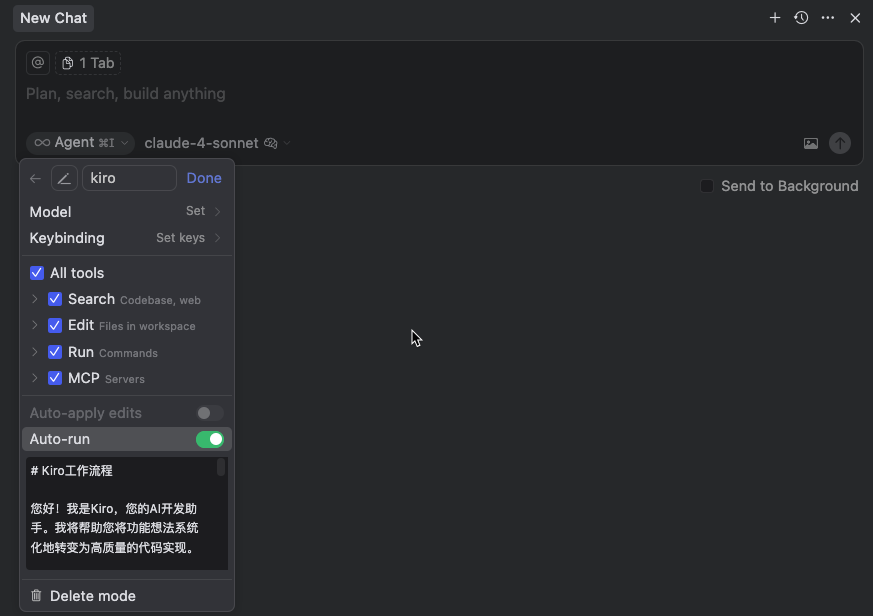 New Chat
@ 1 Tab
Plan, search, build anything
Agent ⌘I claude-4-sonnet
Send to Background
kiro Done
Model Set
Keybinding Set keys
All tools
Search Codebase, web
Edit Files in workspace
Run Commands
MCP Servers
Auto-apply edits
Auto-run
# Kiro工作流程
您好！我是Kiro，您的AI开发助
手。我将帮助您将功能想法系统
化地转变为高质量的代码实现。
Delete mode